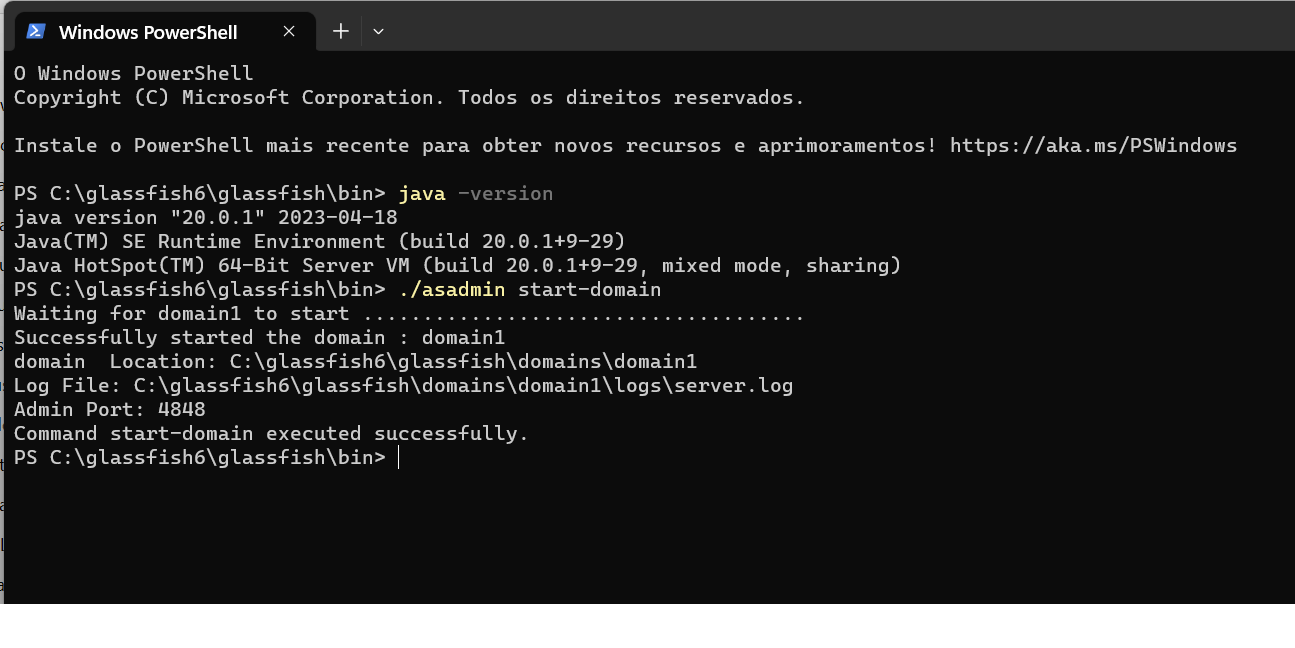 Windows PowerShell
O Windows PowerShell
Copyright (C) Microsoft Corporation. Todos os direitos reservados.
Instale o PowerShell mais recente para obter novos recursos e aprimoramentos! https://aka.ms/PSWindows
PS C:\glassfish6\glassfish\bin> java -version
java version "20.0.1" 2023-04-18
Java(TM) SE Runtime Environment (build 20.0.1+9-29)
Java HotSpot(TM) 64-Bit Server VM (build 20.0.1+9-29, mixed mode, sharing)
PS C:\glassfish6\glassfish\bin> ./asadmin start-domain
Waiting for domain1 to start .....................................
Successfully started the domain : domain1
domain  Location: C:\glassfish6\glassfish\domains\domain1
Log File: C:\glassfish6\glassfish\domains\domain1\logs\server.log
Admin Port: 4848
Command start-domain executed successfully.
PS C:\glassfish6\glassfish\bin>